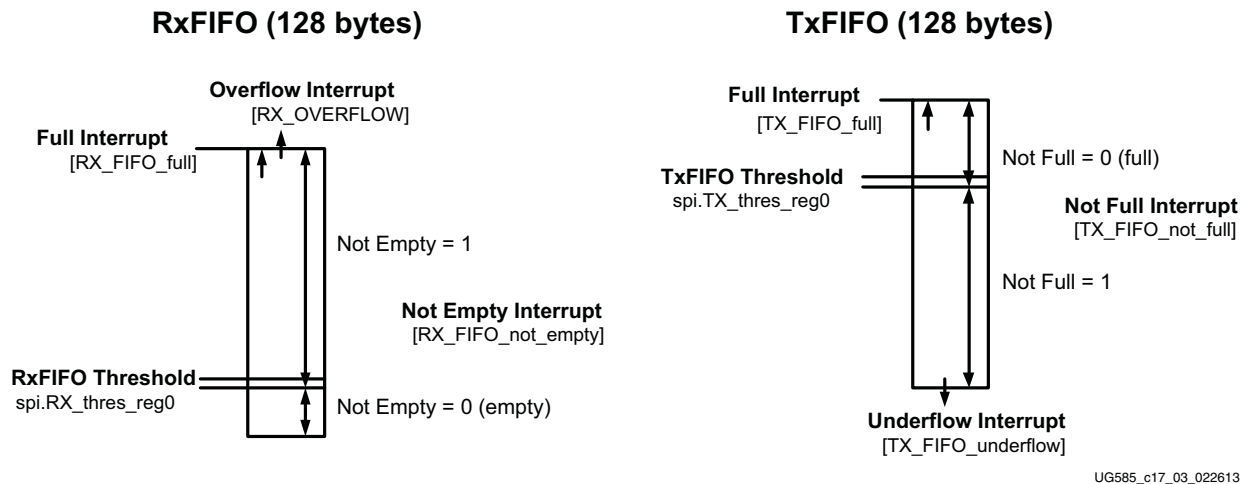 RxFIFO (128 bytes)
Overflow Interrupt
[RX_OVERFLOW]
Full Interrupt
[RX_FIFO_full]
Not Empty = 1
Not Empty Interrupt
[RX_FIFO_not_empty]
RxFIFO Threshold
spi.RX_thres_reg0
Not Empty = 0 (empty)
TxFIFO (128 bytes)
Full Interrupt
[TX_FIFO_full]
Not Full = 0 (full)
TxFIFO Threshold
spi.TX_thres_reg0
Not Full Interrupt
[TX_FIFO_not_full]
Not Full = 1
Underflow Interrupt
[TX_FIFO_underflow]
UG585_c17_03_022613